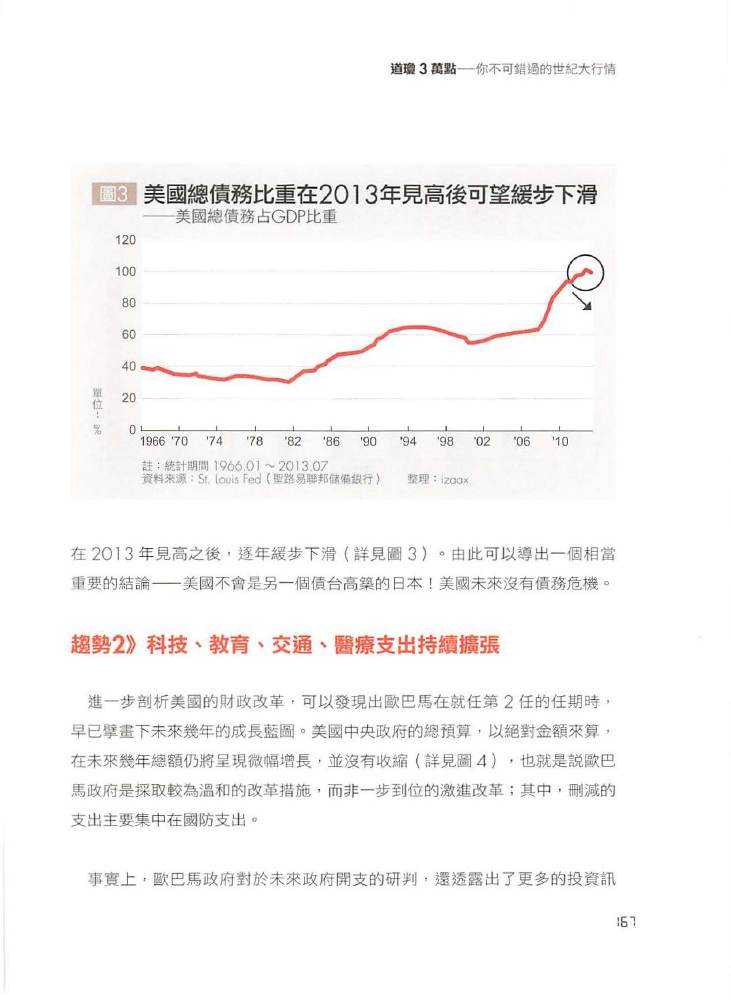 道瓊 3 萬點──你不可錯過的世紀大行情
圖3 美國總債務比重在2013年見高後可望緩步下滑
──美國總債務占GDP比重
120
100
80
60
40
20
0
單位：%
1966 '70 '74 '78 '82 '86 '90 '94 '98 '02 '06 '10
註：統計期間 1966.01～2013.07
資料來源：St. Louis Fed（聖路易聯邦儲備銀行） 整理：izaax
在 2013 年見高之後，逐年緩步下滑（詳見圖 3）。由此可以導出一個相當
重要的結論──美國不會是另一個債台高築的日本！美國未來沒有債務危機。
趨勢2》科技、教育、交通、醫療支出持續擴張
進一步剖析美國的財政改革，可以發現出歐巴馬在就任第 2 任的任期時，
早已擘畫下未來幾年的成長藍圖。美國中央政府的總預算，以絕對金額來算，
在未來幾年總額仍將呈現微幅增長，並沒有收縮（詳見圖 4），也就是說歐巴
馬政府是採取較為溫和的改革措施，而非一步到位的激進改革；其中，刪減的
支出主要集中在國防支出。
事實上，歐巴馬政府對於未來政府開支的研判，還透露出了更多的投資訊
167